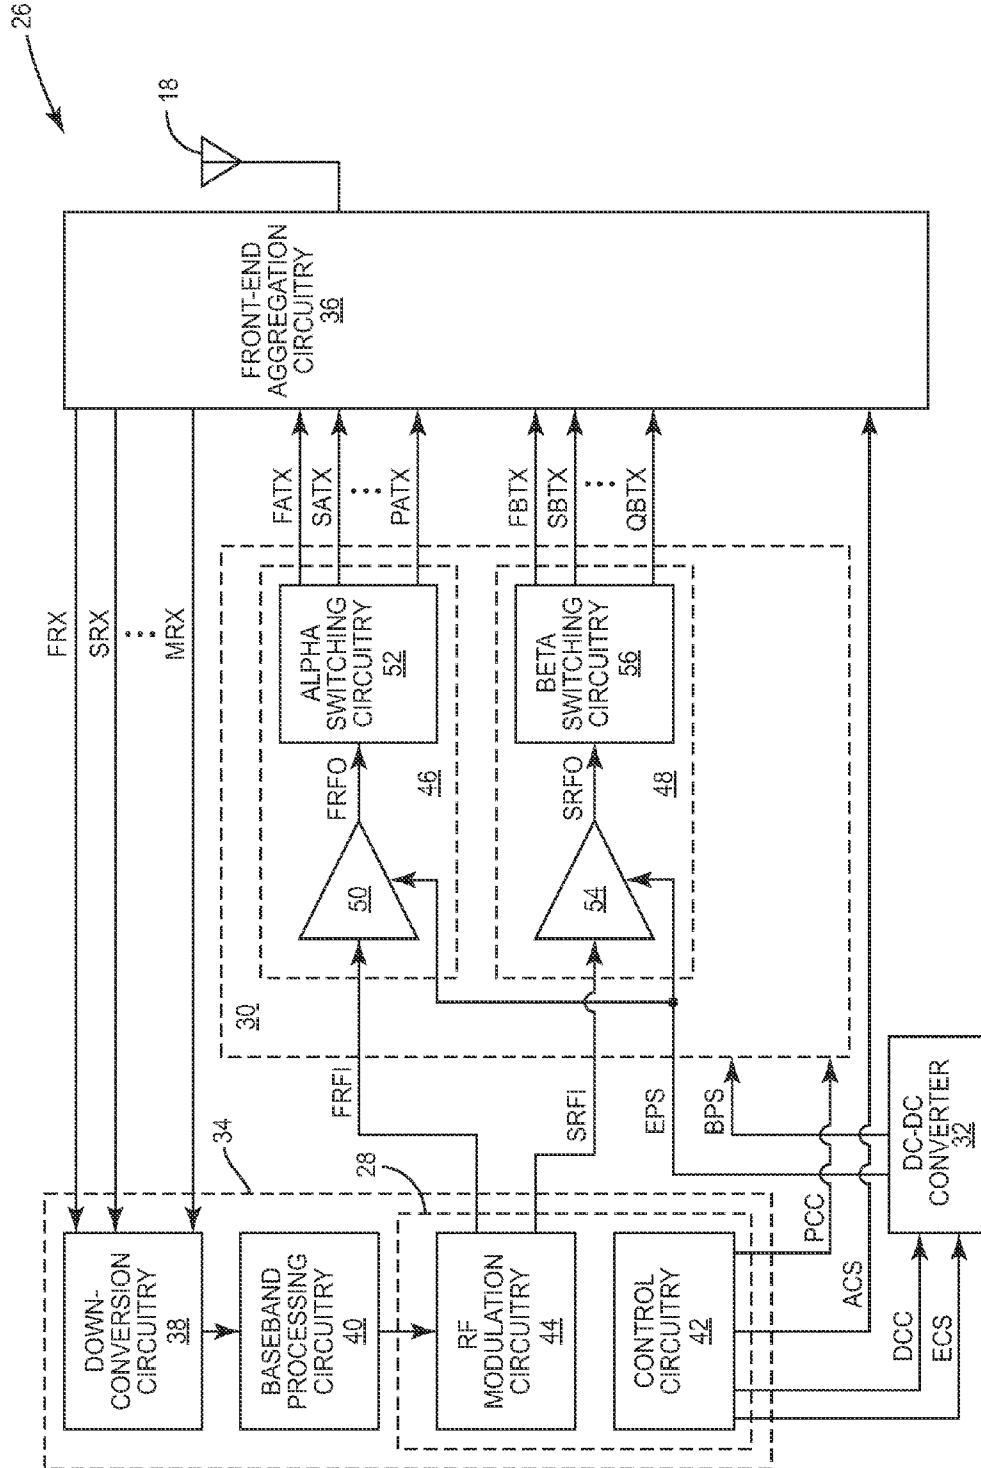 26
18
FRONT-END
AGGREGATION
CIRCUITRY
36
FRX
SRX
MRX
FATX
SATX
PATX
FBTX
SBTX
QBTX
ALPHA
SWITCHING
CIRCUITRY
52
BETA
SWITCHING
CIRCUITRY
56
FRFO
46
SRFO
48
50
54
30
FRFI
SRFI
EPS
BPS
PCC
ACS
DCC
ECS
34
28
DOWN-
CONVERSION
CIRCUITRY
38
BASEBAND
PROCESSING
CIRCUITRY
40
RF
MODULATION
CIRCUITRY
44
CONTROL
CIRCUITRY
42
DC-DC
CONVERTER
32